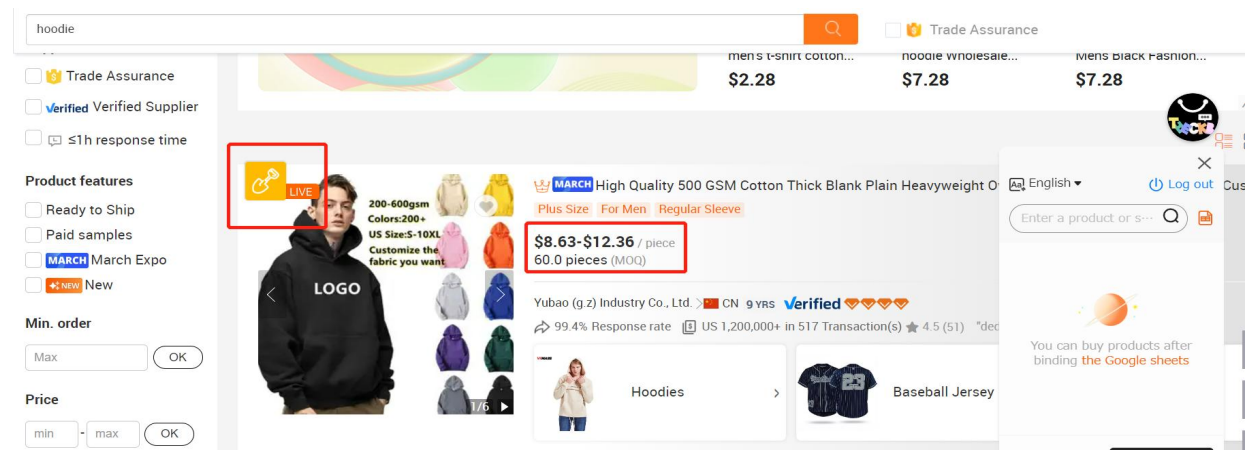 hoodie
Trade Assurance
Trade Assurance
Verified Verified Supplier
≤1h response time
Product features
Ready to Ship
Paid samples
MARCH March Expo
NEW New
Min. order
Max OK
Price
min - max OK
men's t-shirt cotton...
$2.28
hoodie Wholesale...
$7.28
Mens Black Fashion...
$7.28
LIVE
200-600gsm
Colors:200+
US Size:S-10XL
Customize the
fabric you want
LOGO
1/6
MARCH High Quality 500 GSM Cotton Thick Blank Plain Heavyweight O
Plus Size For Men Regular Sleeve
$8.63-$12.36 / piece
60.0 pieces (MOQ)
Yubao (g.z) Industry Co., Ltd. > CN 9 YRS Verified
99.4% Response rate US 1,200,000+ in 517 Transaction(s) 4.5 (51) "dec
Hoodies >
Baseball Jersey
English
Log out
Enter a product or s···
You can buy products after
binding the Google sheets
Cus